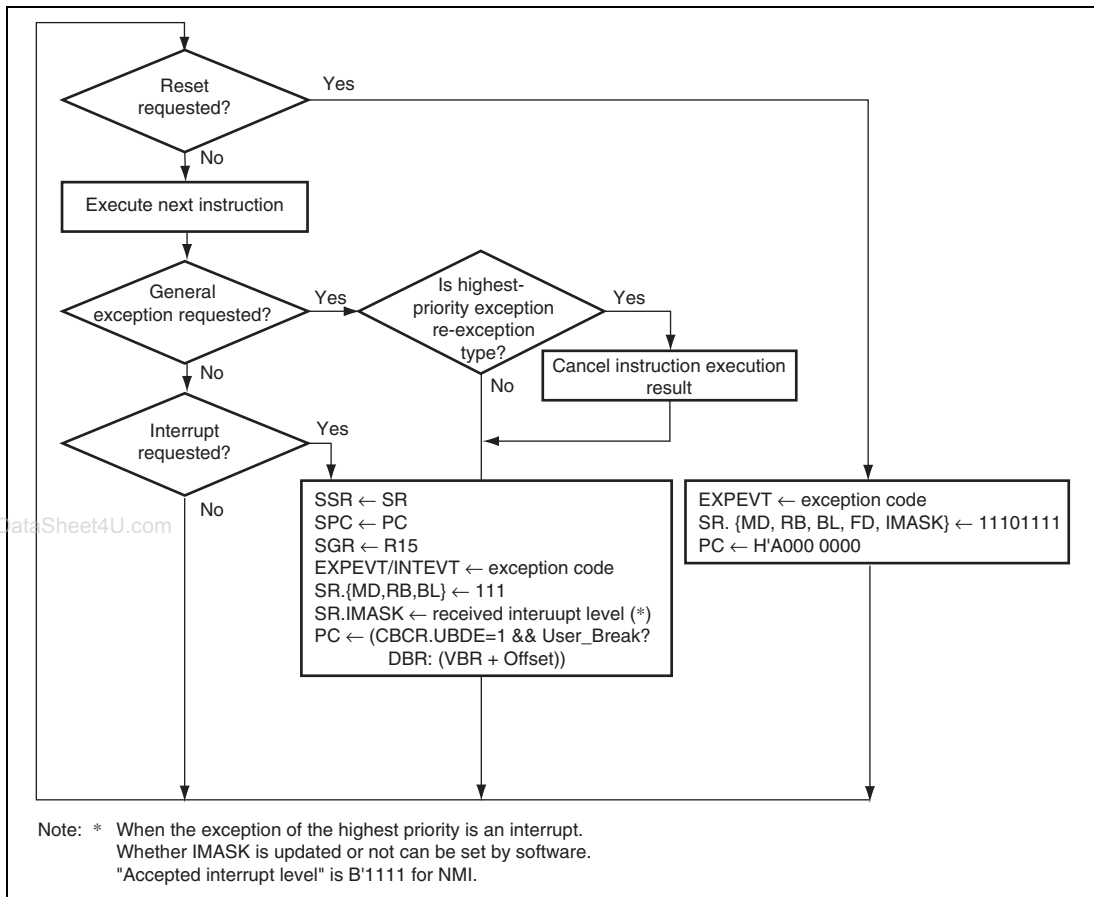 Reset
requested?
Yes
No
Execute next instruction
General
exception requested?
Yes
Is highest-
priority exception
re-exception
type?
Yes
Cancel instruction execution
result
No
No
Interrupt
requested?
Yes
No
SSR ← SR
SPC ← PC
SGR ← R15
EXPEVT/INTEVT ← exception code
SR.{MD,RB,BL} ← 111
SR.IMASK ← received interuupt level (*)
PC ← (CBCR.UBDE=1 && User_Break?
DBR: (VBR + Offset))
EXPEVT ← exception code
SR. {MD, RB, BL, FD, IMASK} ← 11101111
PC ← H'A000 0000
DataSheet4U.com
Note: * When the exception of the highest priority is an interrupt.
Whether IMASK is updated or not can be set by software.
"Accepted interrupt level" is B'1111 for NMI.